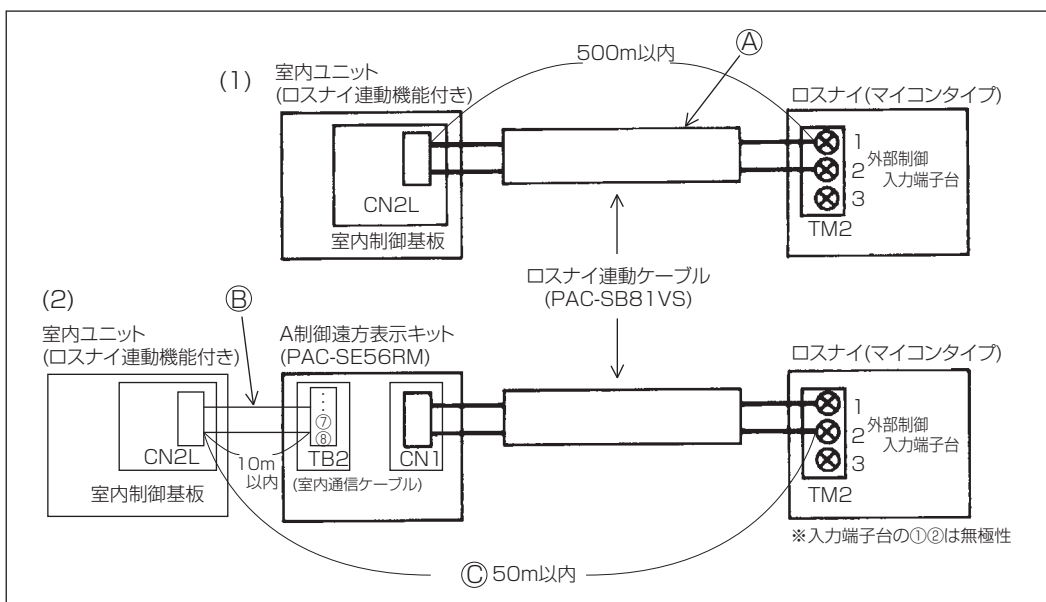 (1)
室内ユニット
(ロスナイ連動機能付き)
500m以内
Ⓐ
ロスナイ(マイコンタイプ)
CN2L
室内制御基板
1
2
3
外部制御
入力端子台
TM2
ロスナイ連動ケーブル
(PAC-SB81VS)
(2)
室内ユニット
(ロスナイ連動機能付き)
Ⓑ
A制御遠方表示キット
(PAC-SE56RM)
ロスナイ(マイコンタイプ)
CN2L
室内制御基板
10m
以内
⑦
⑧
TB2
(室内通信ケーブル)
CN1
1
2
3
外部制御
入力端子台
TM2
※入力端子台の①②は無極性
Ⓒ 50m以内